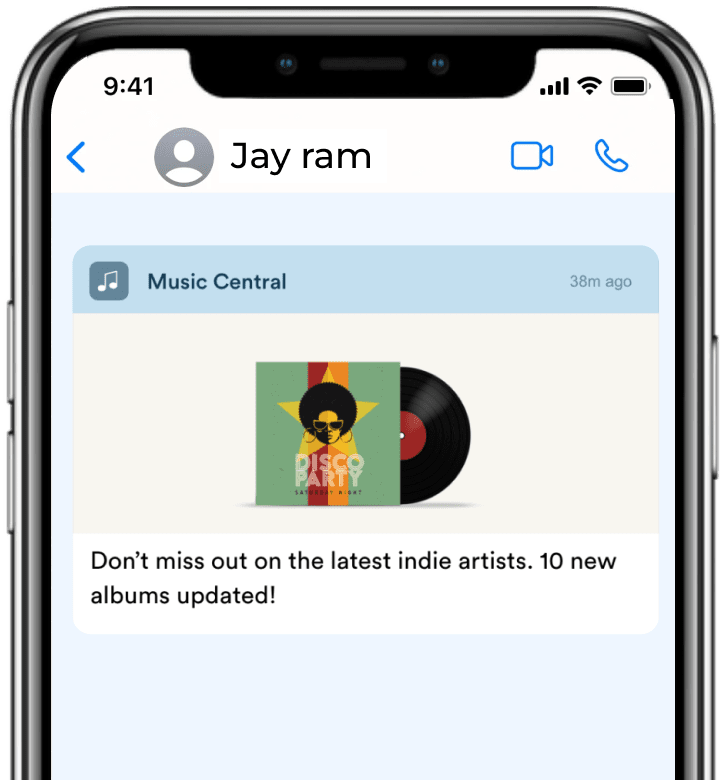 9:41
Jay ram
Music Central
38m ago
DISCO
PARTY
SATURDAY NIGHT
Don’t miss out on the latest indie artists. 10 new
albums updated!